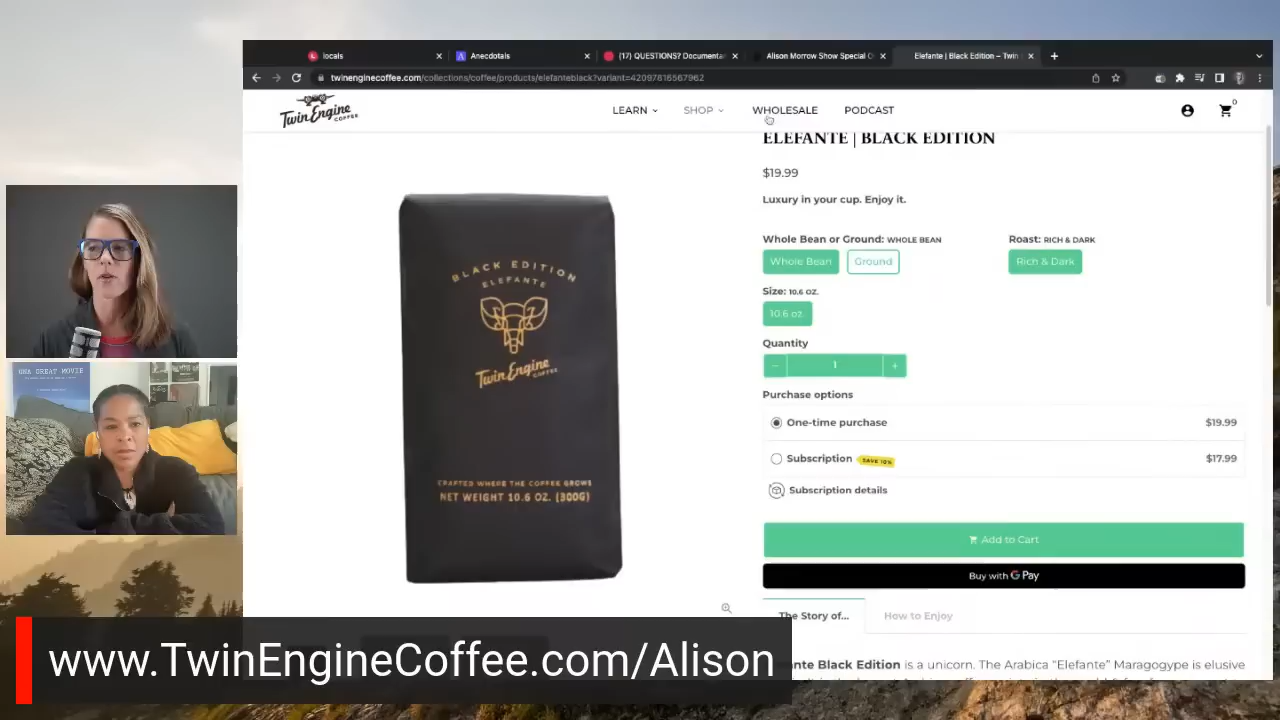 locals
Anecdotals
(17) QUESTIONS? Documentar
Alison Morrow Show Special C
Elefante | Black Edition – Twin
twinenginecoffee.com/collections/coffee/products/elefanteblack?variant=42097816567962
Twin Engine
COFFEE
LEARN
SHOP
WHOLESALE
PODCAST
0
ELEFANTE | BLACK EDITION
$19.99
Luxury in your cup. Enjoy it.
Whole Bean or Ground: WHOLE BEAN
Roast: RICH & DARK
Whole Bean
Ground
Rich & Dark
Size: 10.6 oz.
10.6 oz.
Quantity
− 1 +
Purchase options
One-time purchase
$19.99
Subscription
SAVE 10%
$17.99
Subscription details
Add to Cart
Buy with G Pay
The Story of...
How to Enjoy
ante Black Edition is a unicorn. The Arabica “Elefante” Maragogype is elusive
BLACK EDITION
ELEFANTE
Twin Engine
COFFEE
CRAFTED WHERE THE COFFEE GROWS
NET WEIGHT 10.6 OZ. (300G)
GREAT MOVIE
www.TwinEngineCoffee.com/Alison